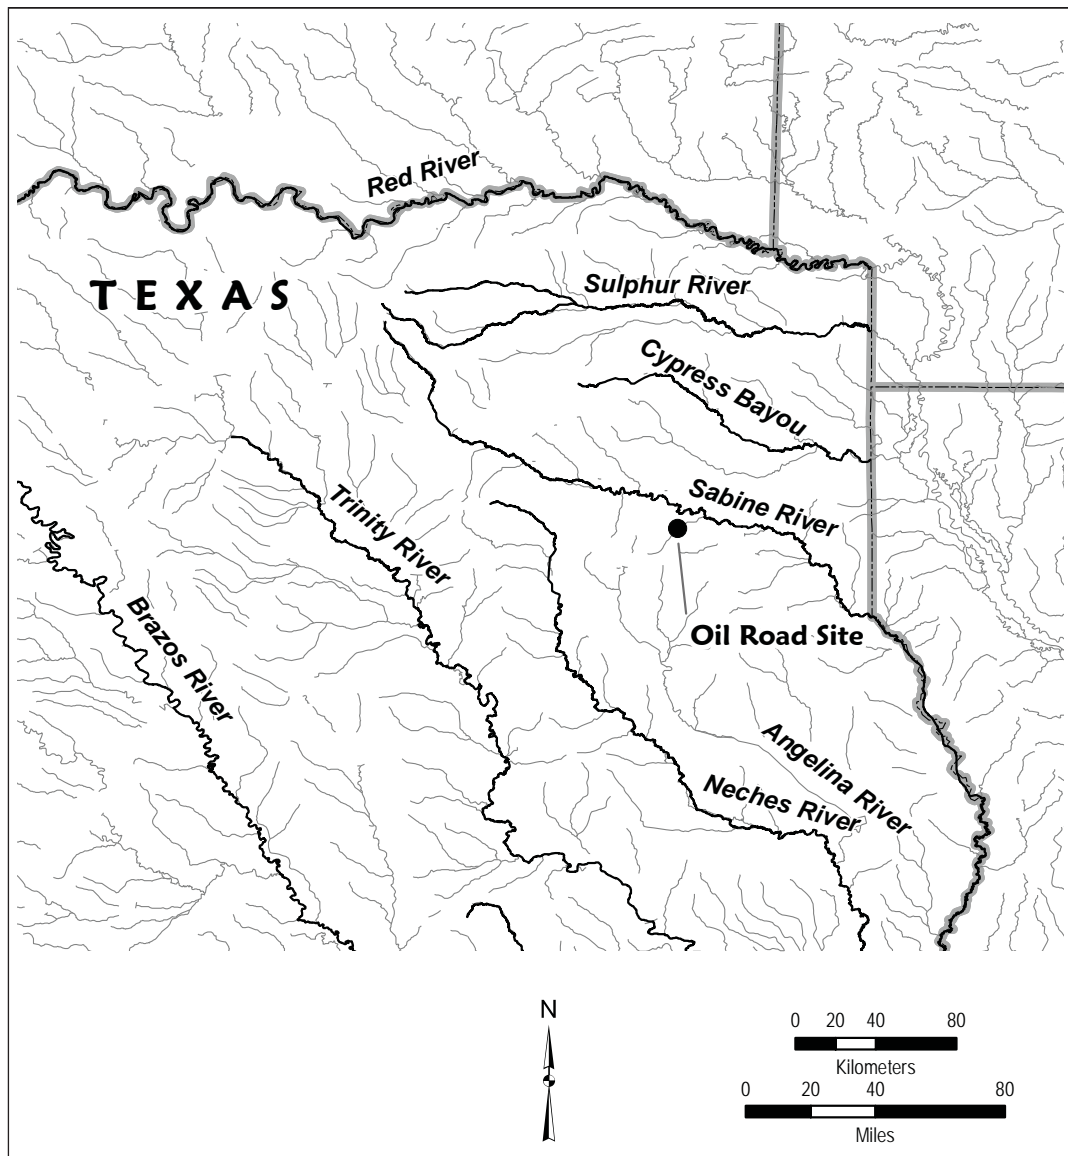 Red River
TEXAS
Sulphur River
Cypress Bayou
Sabine River
Trinity River
Brazos River
Oil Road Site
Angelina River
Neches River
N
0 20 40 80
Kilometers
0 20 40 80
Miles